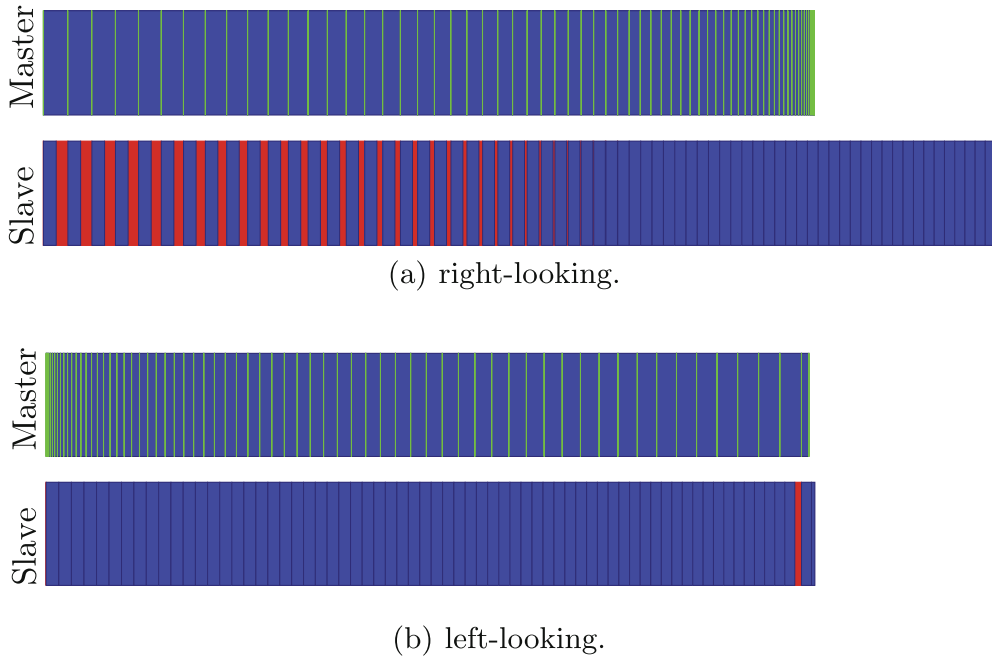 Master
Slave
(a) right-looking.
Master
Slave
(b) left-looking.